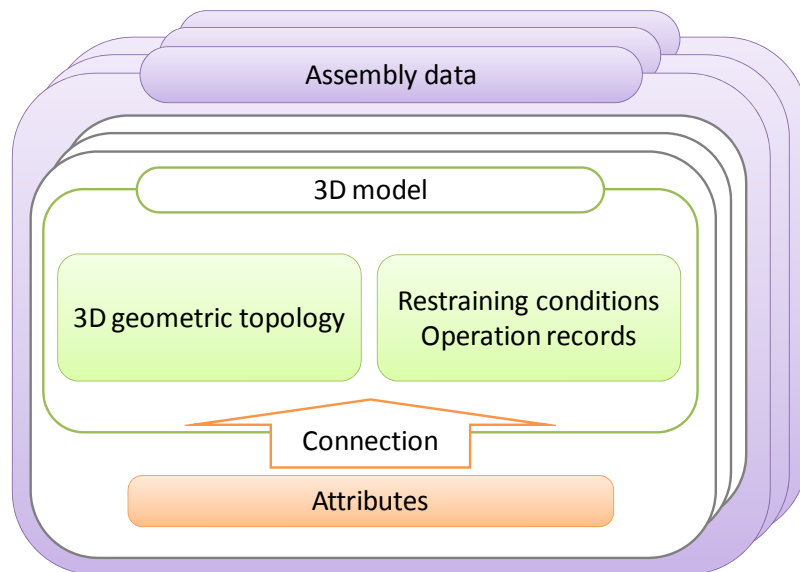 Assembly data
3D model
3D geometric topology
Restraining conditions
Operation records
Connection
Attributes